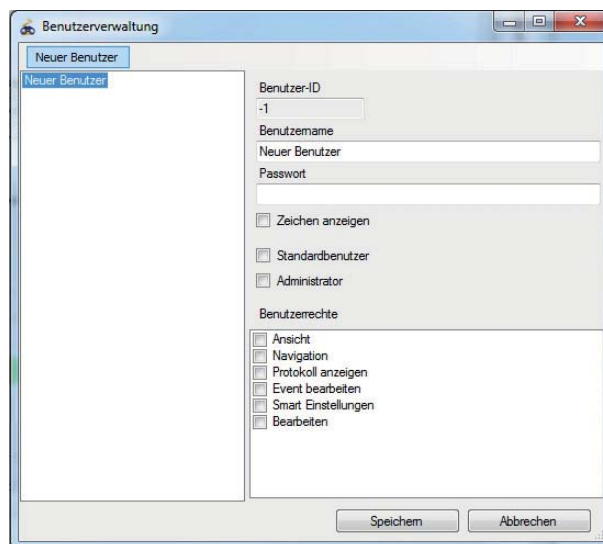 Benutzerverwaltung
Neuer Benutzer
Neuer Benutzer
Benutzer-ID
-1
Benutzername
Neuer Benutzer
Passwort
Zeichen anzeigen
Standardbenutzer
Administrator
Benutzerrechte
Ansicht
Navigation
Protokoll anzeigen
Event bearbeiten
Smart Einstellungen
Bearbeiten
Speichern
Abbrechen